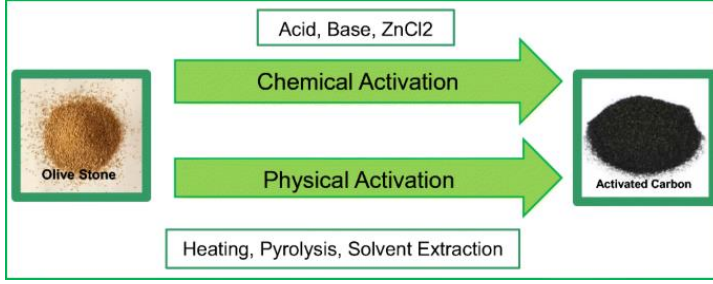 Acid, Base, ZnCl2
Chemical Activation
Olive Stone
Activated Carbon
Physical Activation
Heating, Pyrolysis, Solvent Extraction